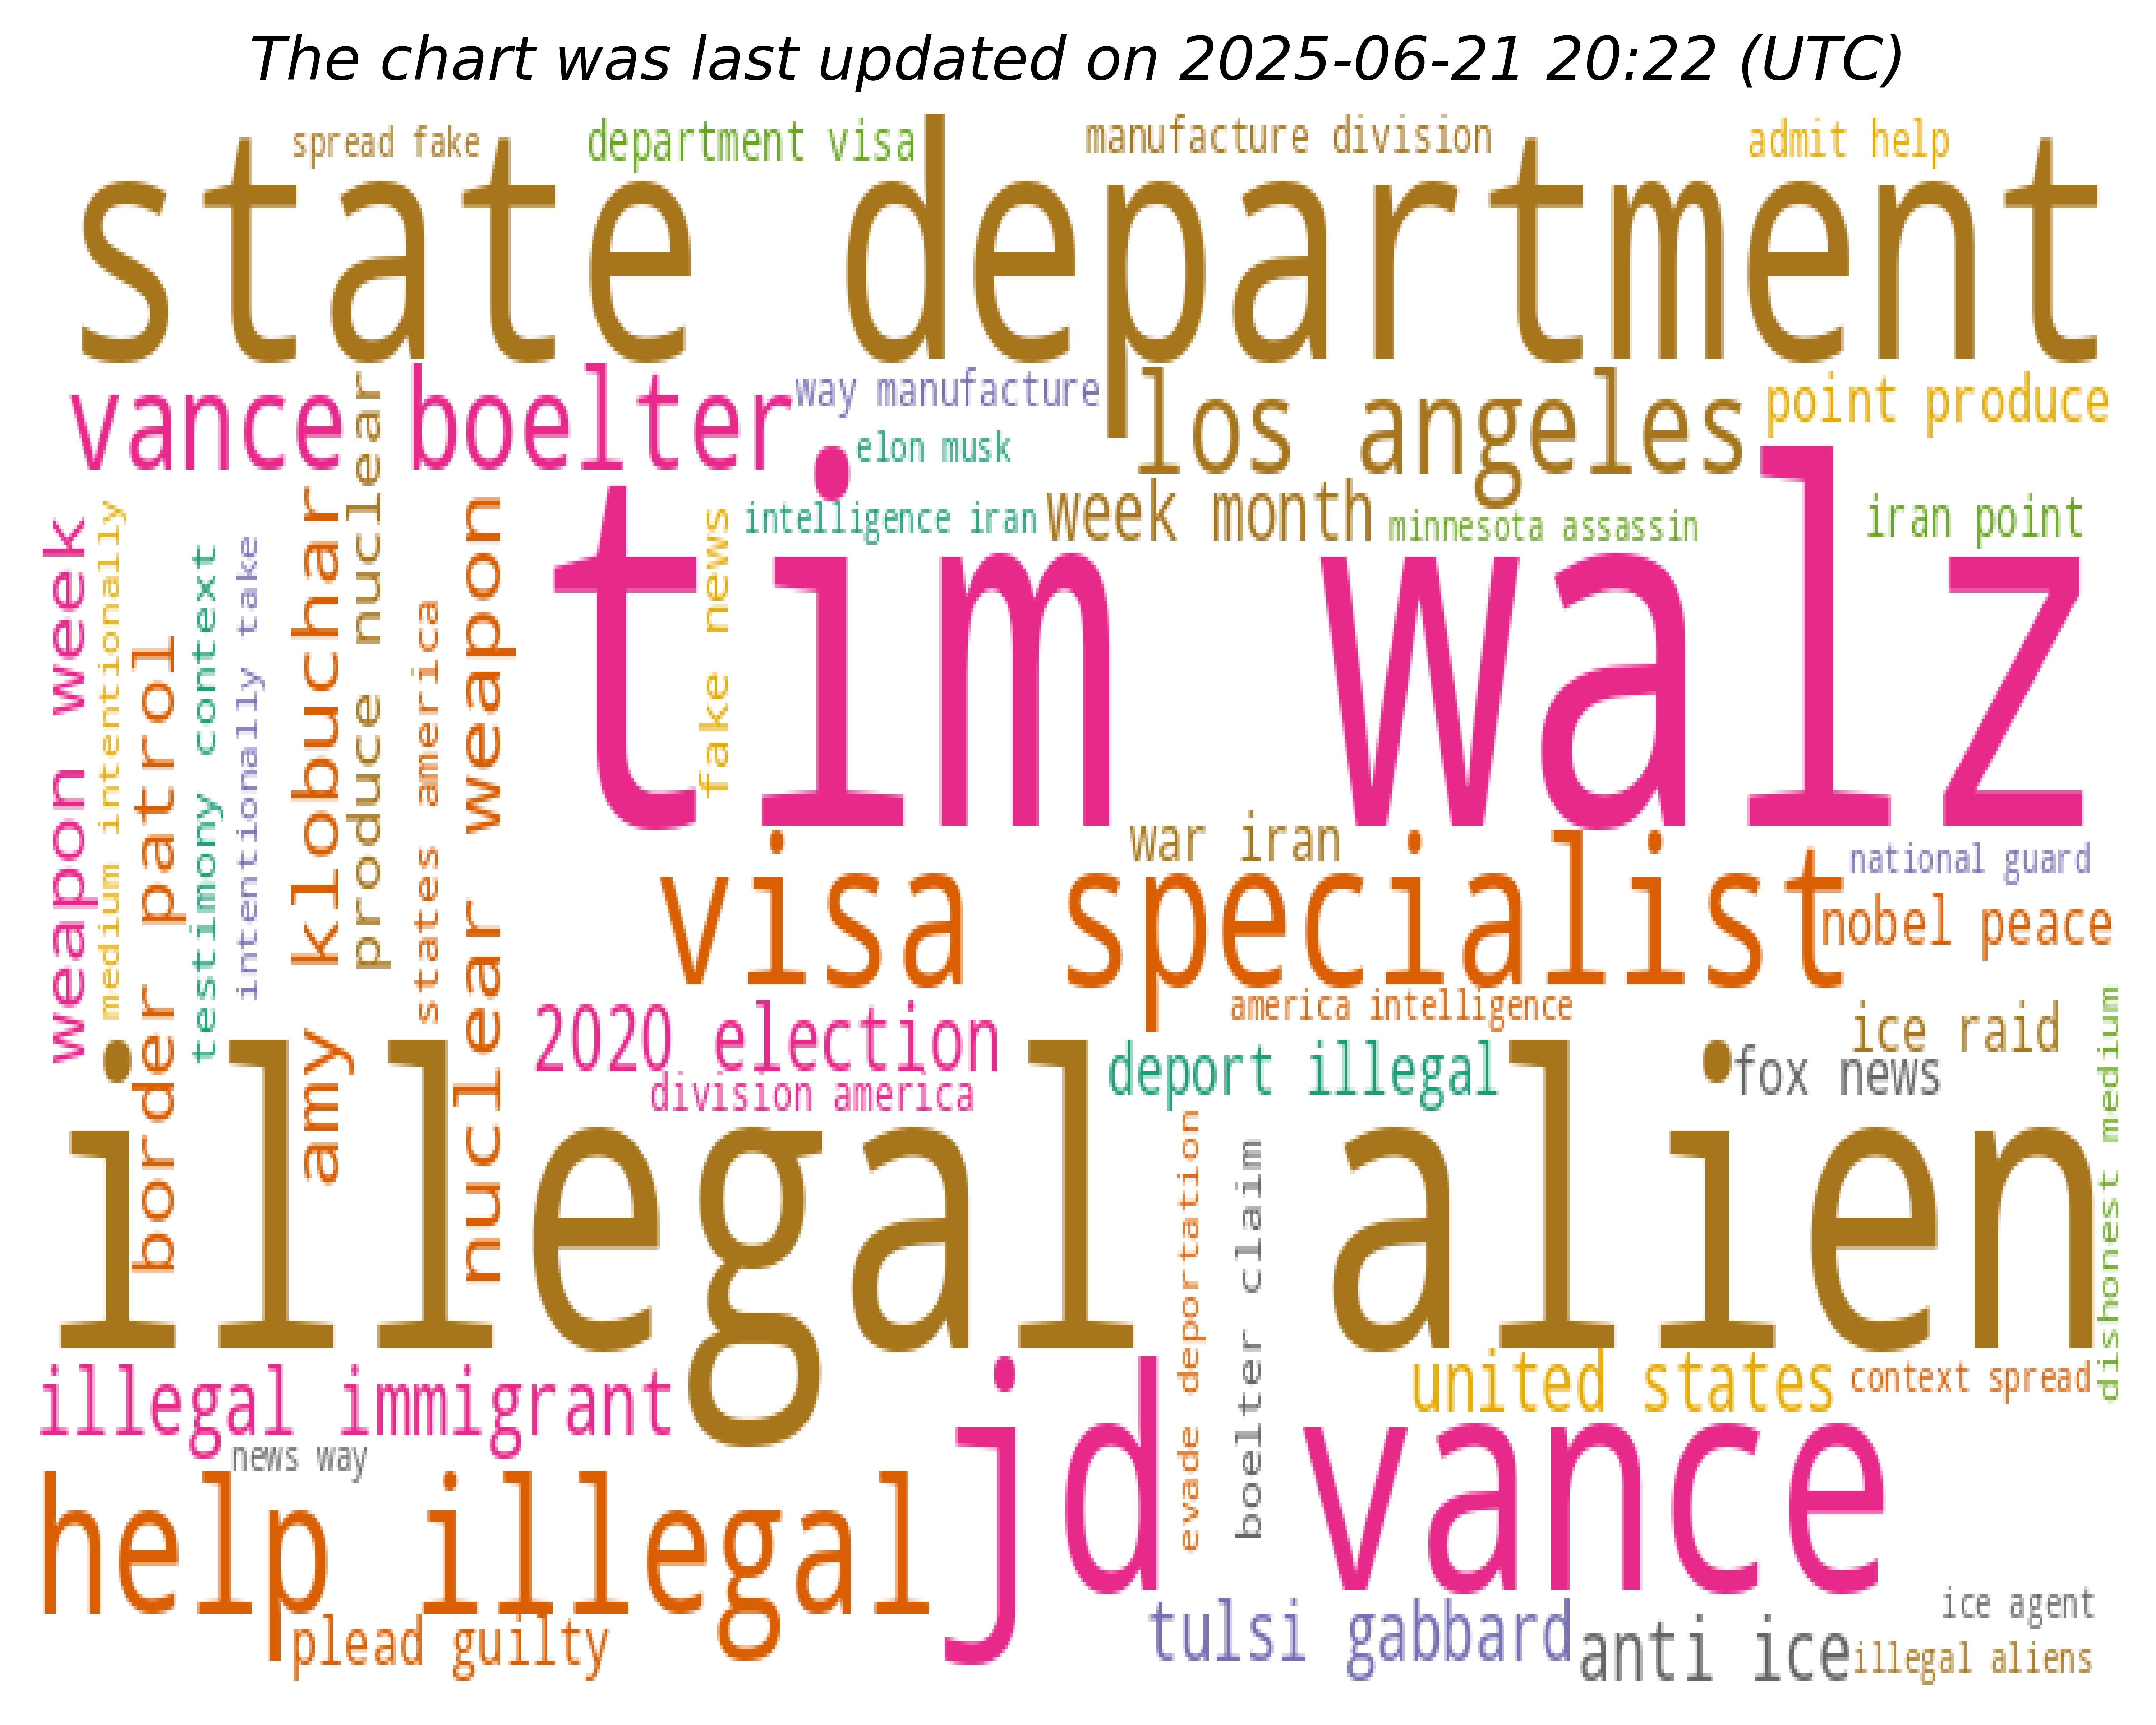 The chart was last updated on 2025-06-21 20:22 (UTC)
spread fake
department visa
manufacture division
admit help
state department
vance boelter
way manufacture
los angeles
point produce
elon musk
intelligence iran
week month
minnesota assassin
iran point
weapon week
medium intentionally
border patrol
testimony context
intentionally take
amy klobuchar
produce nuclear
states america
nuclear weapon
fake news
tim walz
war iran
national guard
visa specialist
nobel peace
america intelligence
2020 election
ice raid
division america
deport illegal
fox news
dishonest medium
illegal alien
evade deportation
boelter claim
illegal immigrant
united states
context spread
news way
jd vance
help illegal
plead guilty
tulsi gabbard
anti ice
ice agent
illegal aliens